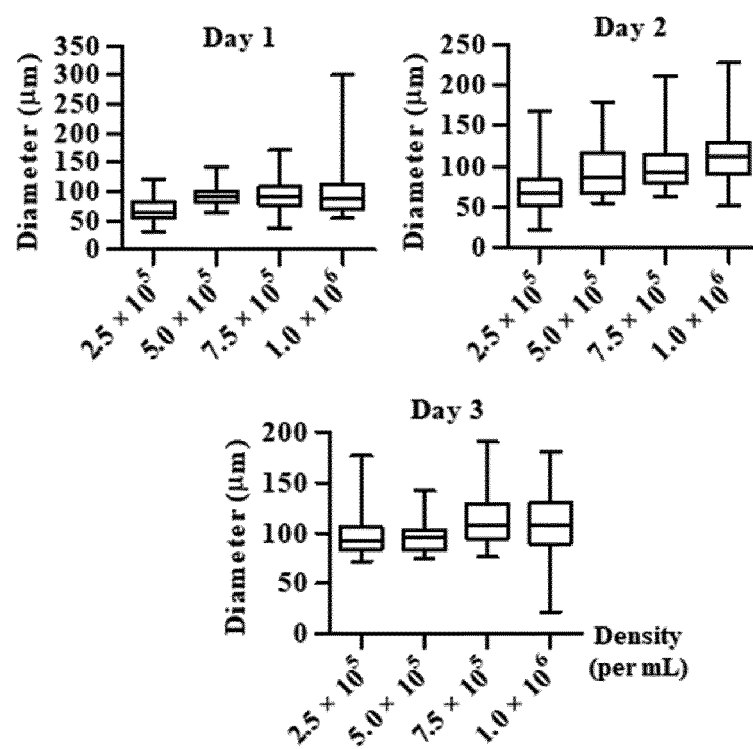 Day 1
Diameter (μm)
350
300
250
200
150
100
50
0
2.5 × 10⁵
5.0 × 10⁵
7.5 × 10⁵
1.0 × 10⁶
Day 2
Diameter (μm)
250
200
150
100
50
0
2.5 × 10⁵
5.0 × 10⁵
7.5 × 10⁵
1.0 × 10⁶
Day 3
Diameter (μm)
200
150
100
50
0
2.5 × 10⁵
5.0 × 10⁵
7.5 × 10⁵
1.0 × 10⁶
Density
(per mL)